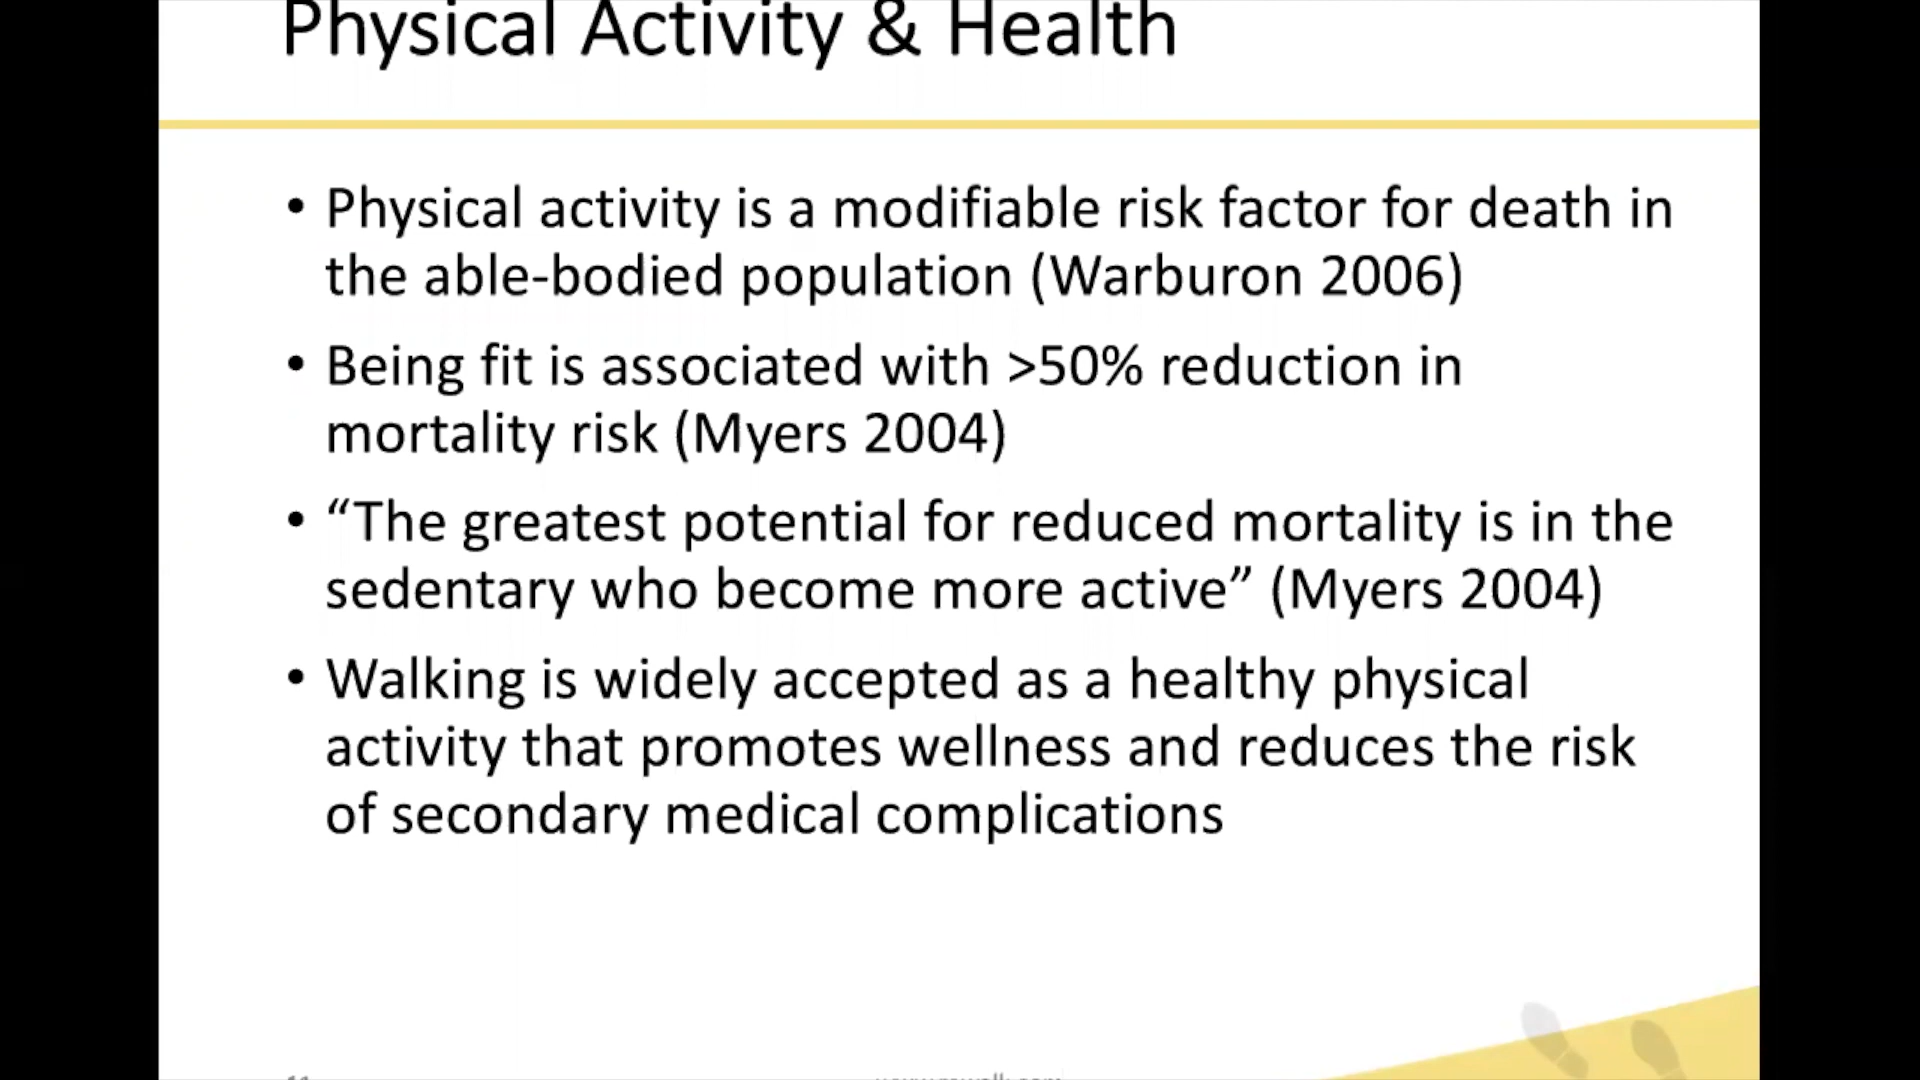 Physical Activity & Health
• Physical activity is a modifiable risk factor for death in
the able-bodied population (Warburon 2006)
• Being fit is associated with >50% reduction in
mortality risk (Myers 2004)
• “The greatest potential for reduced mortality is in the
sedentary who become more active” (Myers 2004)
• Walking is widely accepted as a healthy physical
activity that promotes wellness and reduces the risk
of secondary medical complications